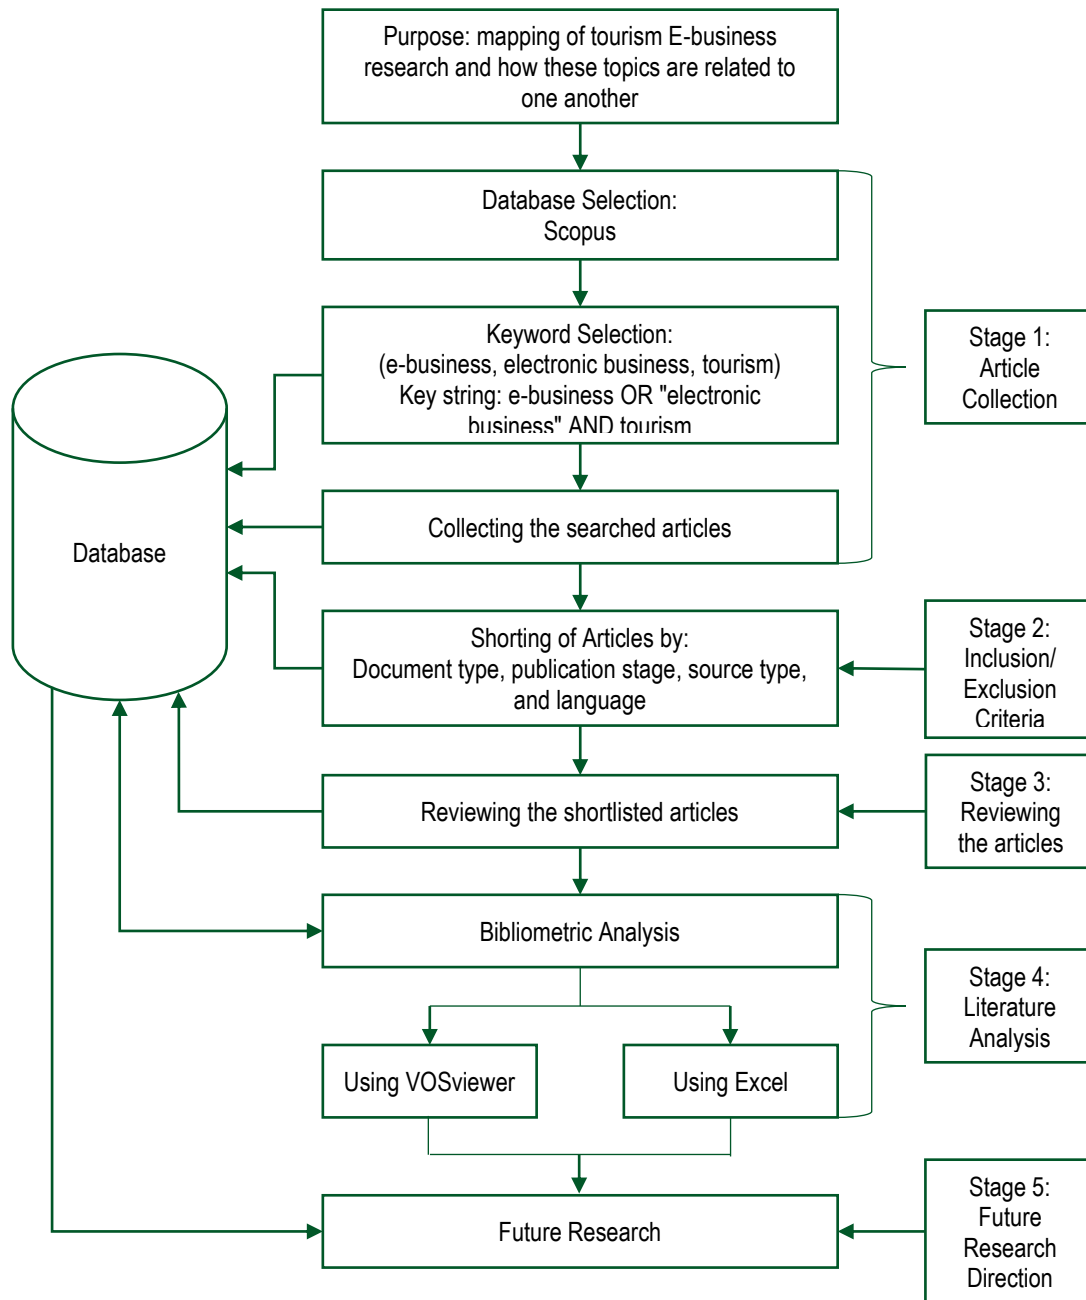 Purpose: mapping of tourism E-business
research and how these topics are related to
one another
Database Selection:
Scopus
Keyword Selection:
(e-business, electronic business, tourism)
Key string: e-business OR "electronic
business" AND tourism
Stage 1:
Article
Collection
Collecting the searched articles
Database
Shorting of Articles by:
Document type, publication stage, source type,
and language
Stage 2:
Inclusion/
Exclusion
Criteria
Reviewing the shortlisted articles
Stage 3:
Reviewing
the articles
Bibliometric Analysis
Stage 4:
Literature
Analysis
Using VOSviewer
Using Excel
Future Research
Stage 5:
Future
Research
Direction